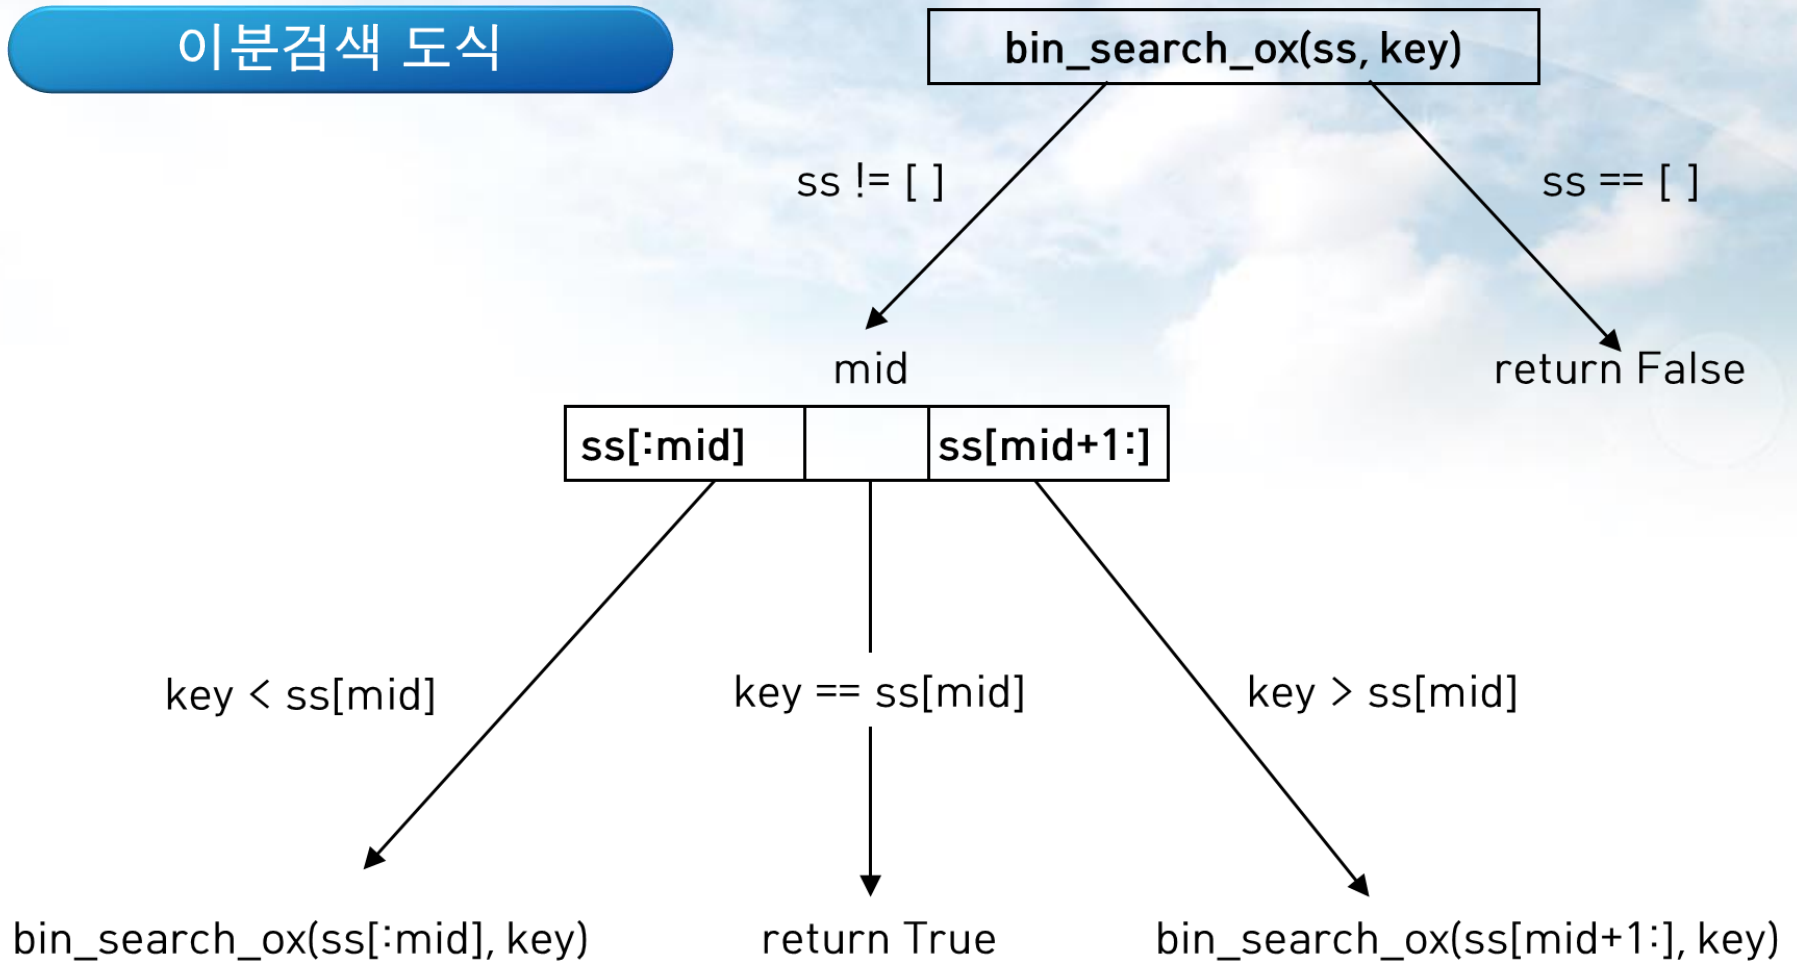 이분검색 도식
bin_search_ox(ss, key)
ss != [ ]
ss == [ ]
mid
return False
ss[:mid]
ss[mid+1:]
key < ss[mid]
key == ss[mid]
key > ss[mid]
bin_search_ox(ss[:mid], key)
return True
bin_search_ox(ss[mid+1:], key)